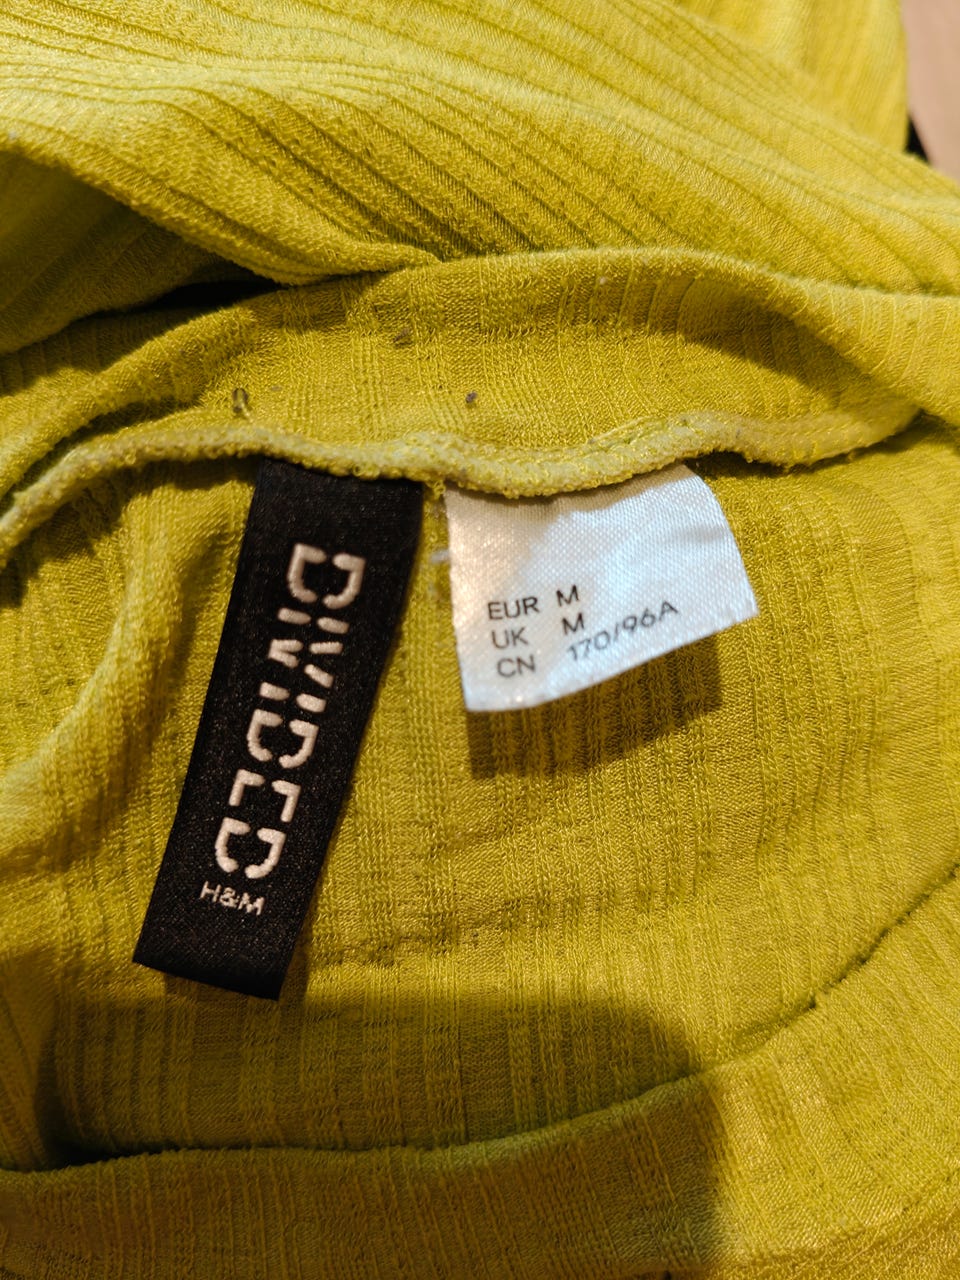 DIVIDED
H&M
EUR M
UK M
CN 170/96A